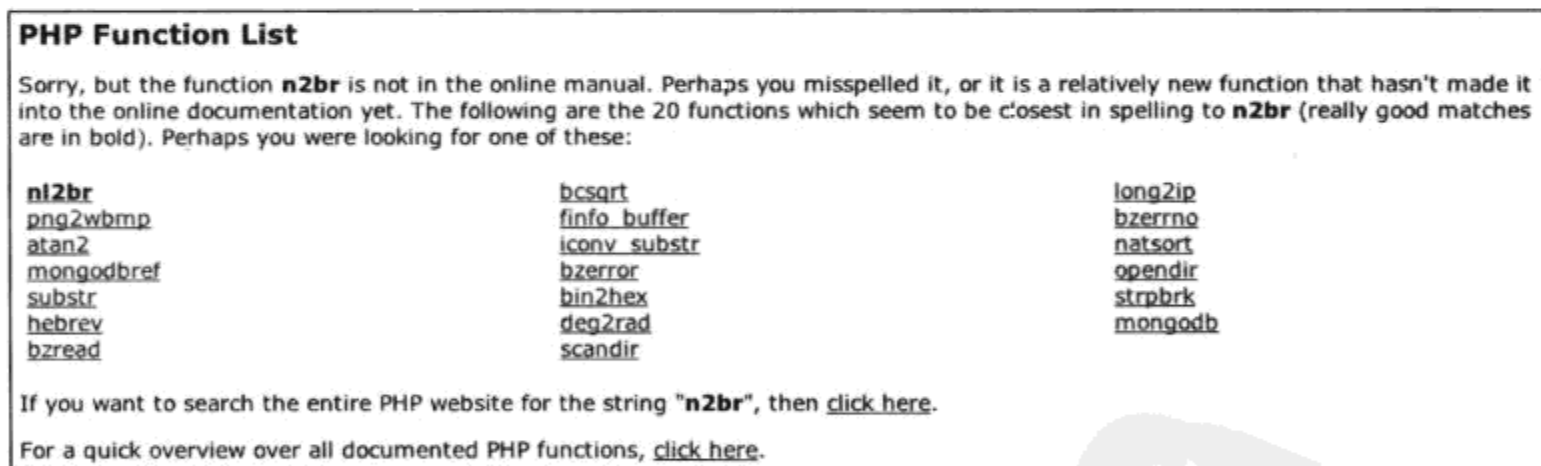 PHP Function List
Sorry, but the function n2br is not in the online manual. Perhaps you misspelled it, or it is a relatively new function that hasn't made it
into the online documentation yet. The following are the 20 functions which seem to be closest in spelling to n2br (really good matches
are in bold). Perhaps you were looking for one of these:
nl2br bcsqrt long2ip
png2wbmp finfo_buffer bzerrno
atan2 iconv_substr natsort
mongodbref bzerror opendir
substr bin2hex strpbrk
hebrev deg2rad mongodb
bzread scandir
If you want to search the entire PHP website for the string "n2br", then click here.
For a quick overview over all documented PHP functions, click here.